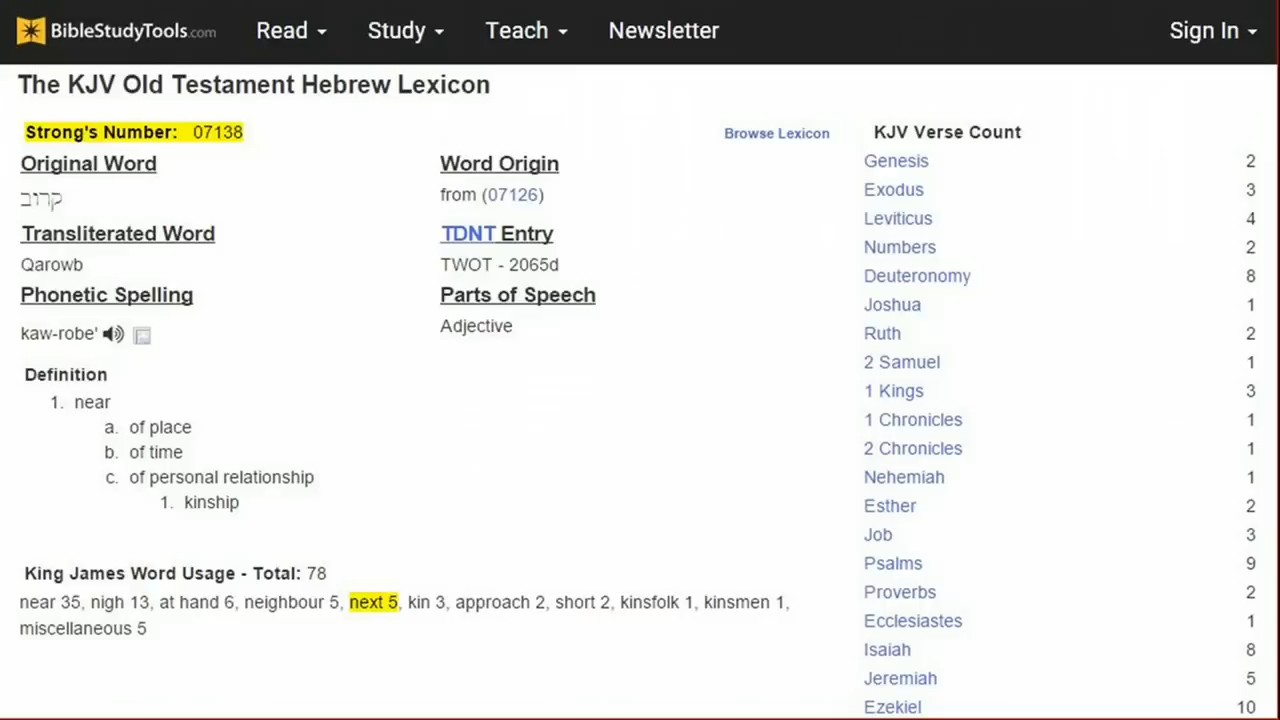 BIBLESTUDYTOOLS.com Read Study Teach Newsletter Sign In
The KJV Old Testament Hebrew Lexicon
Strong's Number: 07138
Browse Lexicon
Original Word
Word Origin
קרוב
from (07126)
Transliterated Word
TDNT Entry
Qarowb
TWOT - 2065d
Phonetic Spelling
Parts of Speech
kaw-robe'
Adjective
Definition
1. near
a. of place
b. of time
c. of personal relationship
1. kinship
King James Word Usage - Total: 78
near 35, nigh 13, at hand 6, neighbour 5, next 5, kin 3, approach 2, short 2, kinsfolk 1, kinsmen 1,
miscellaneous 5
KJV Verse Count
Genesis 2
Exodus 3
Leviticus 4
Numbers 2
Deuteronomy 8
Joshua 1
Ruth 2
2 Samuel 1
1 Kings 3
1 Chronicles 1
2 Chronicles 1
Nehemiah 1
Esther 2
Job 3
Psalms 9
Proverbs 2
Ecclesiastes 1
Isaiah 8
Jeremiah 5
Ezekiel 10